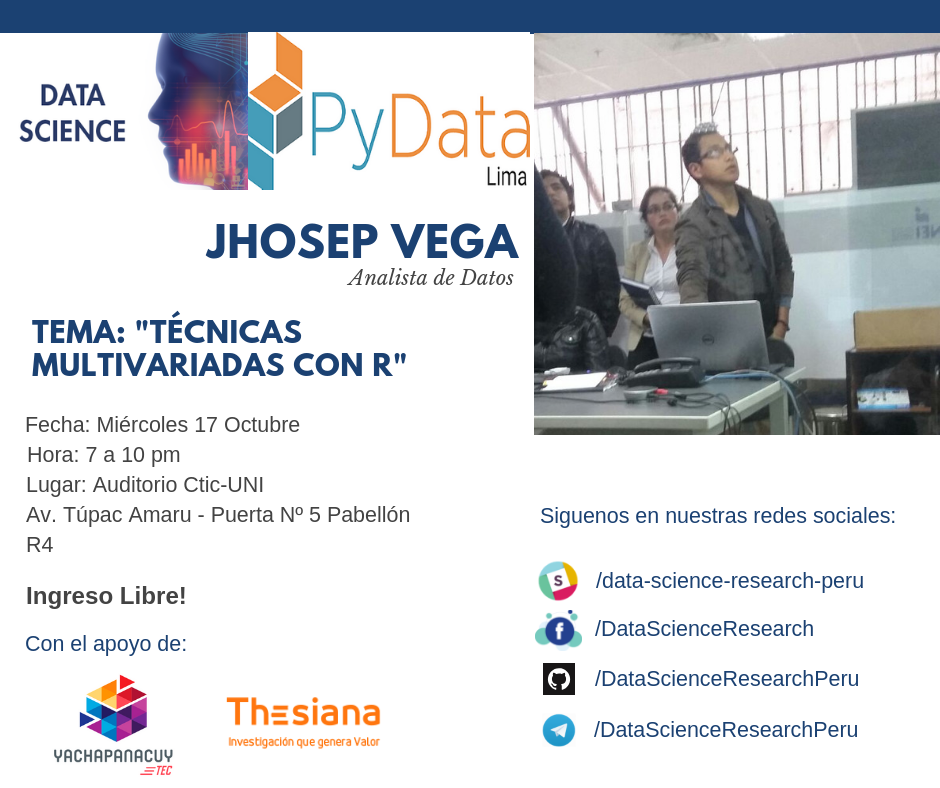 DATA
SCIENCE
PyData
Lima
JHOSEP VEGA
Analista de Datos
TEMA: "TÉCNICAS
MULTIVARIADAS CON R"
Fecha: Miércoles 17 Octubre
Hora: 7 a 10 pm
Lugar: Auditorio Ctic-UNI
Av. Túpac Amaru - Puerta Nº 5 Pabellón
R4
Ingreso Libre!
Con el apoyo de:
YACHAPANACUY
TEC
Thesiana
Investigación que genera Valor
DELL
Siguenos en nuestras redes sociales:
S
/data-science-research-peru
f
/DataScienceResearch
/DataScienceResearchPeru
/DataScienceResearchPeru